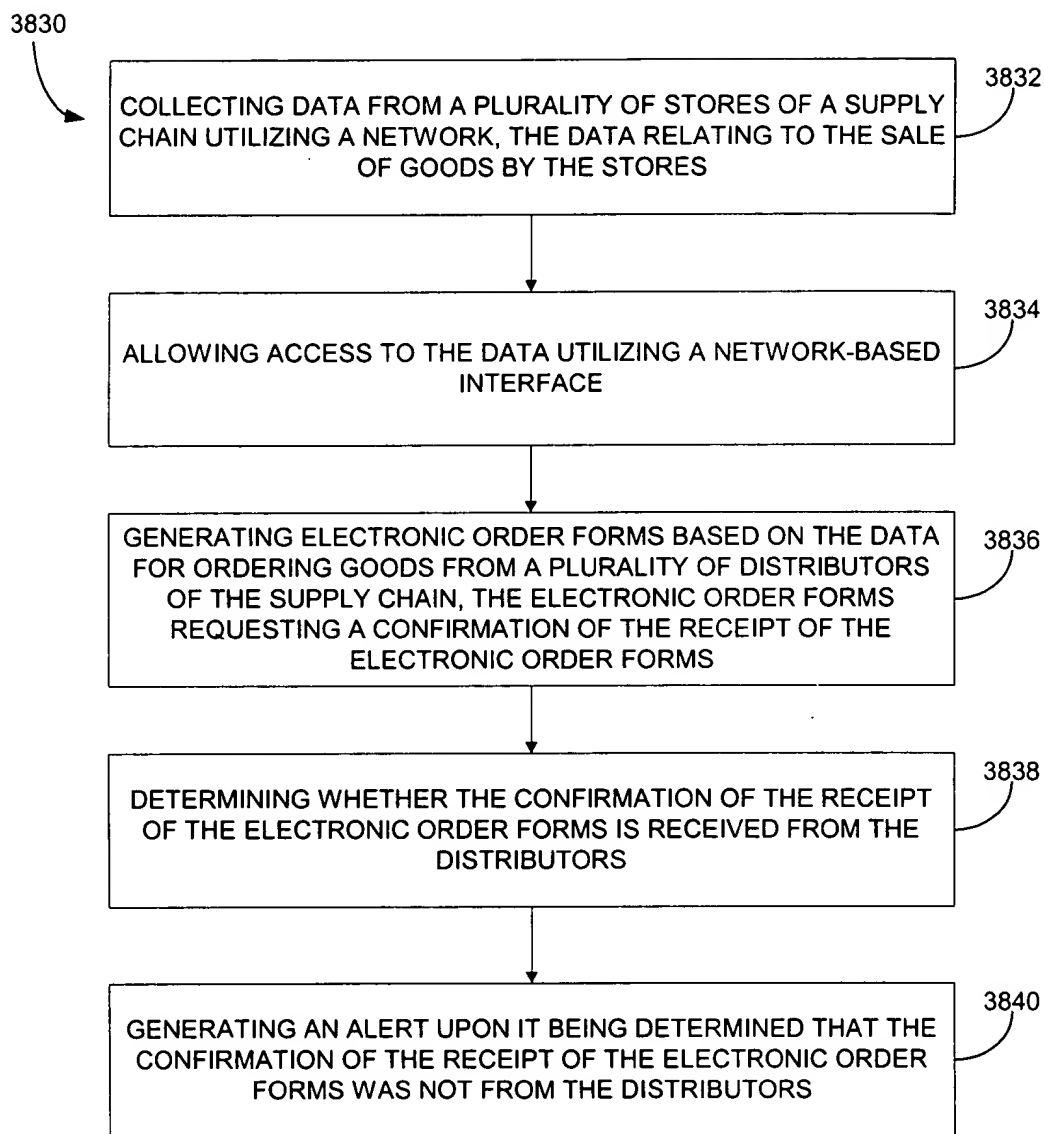 3830
3832
COLLECTING DATA FROM A PLURALITY OF STORES OF A SUPPLY
CHAIN UTILIZING A NETWORK, THE DATA RELATING TO THE SALE
OF GOODS BY THE STORES
3834
ALLOWING ACCESS TO THE DATA UTILIZING A NETWORK-BASED
INTERFACE
3836
GENERATING ELECTRONIC ORDER FORMS BASED ON THE DATA
FOR ORDERING GOODS FROM A PLURALITY OF DISTRIBUTORS
OF THE SUPPLY CHAIN, THE ELECTRONIC ORDER FORMS
REQUESTING A CONFIRMATION OF THE RECEIPT OF THE
ELECTRONIC ORDER FORMS
3838
DETERMINING WHETHER THE CONFIRMATION OF THE RECEIPT
OF THE ELECTRONIC ORDER FORMS IS RECEIVED FROM THE
DISTRIBUTORS
3840
GENERATING AN ALERT UPON IT BEING DETERMINED THAT THE
CONFIRMATION OF THE RECEIPT OF THE ELECTRONIC ORDER
FORMS WAS NOT FROM THE DISTRIBUTORS